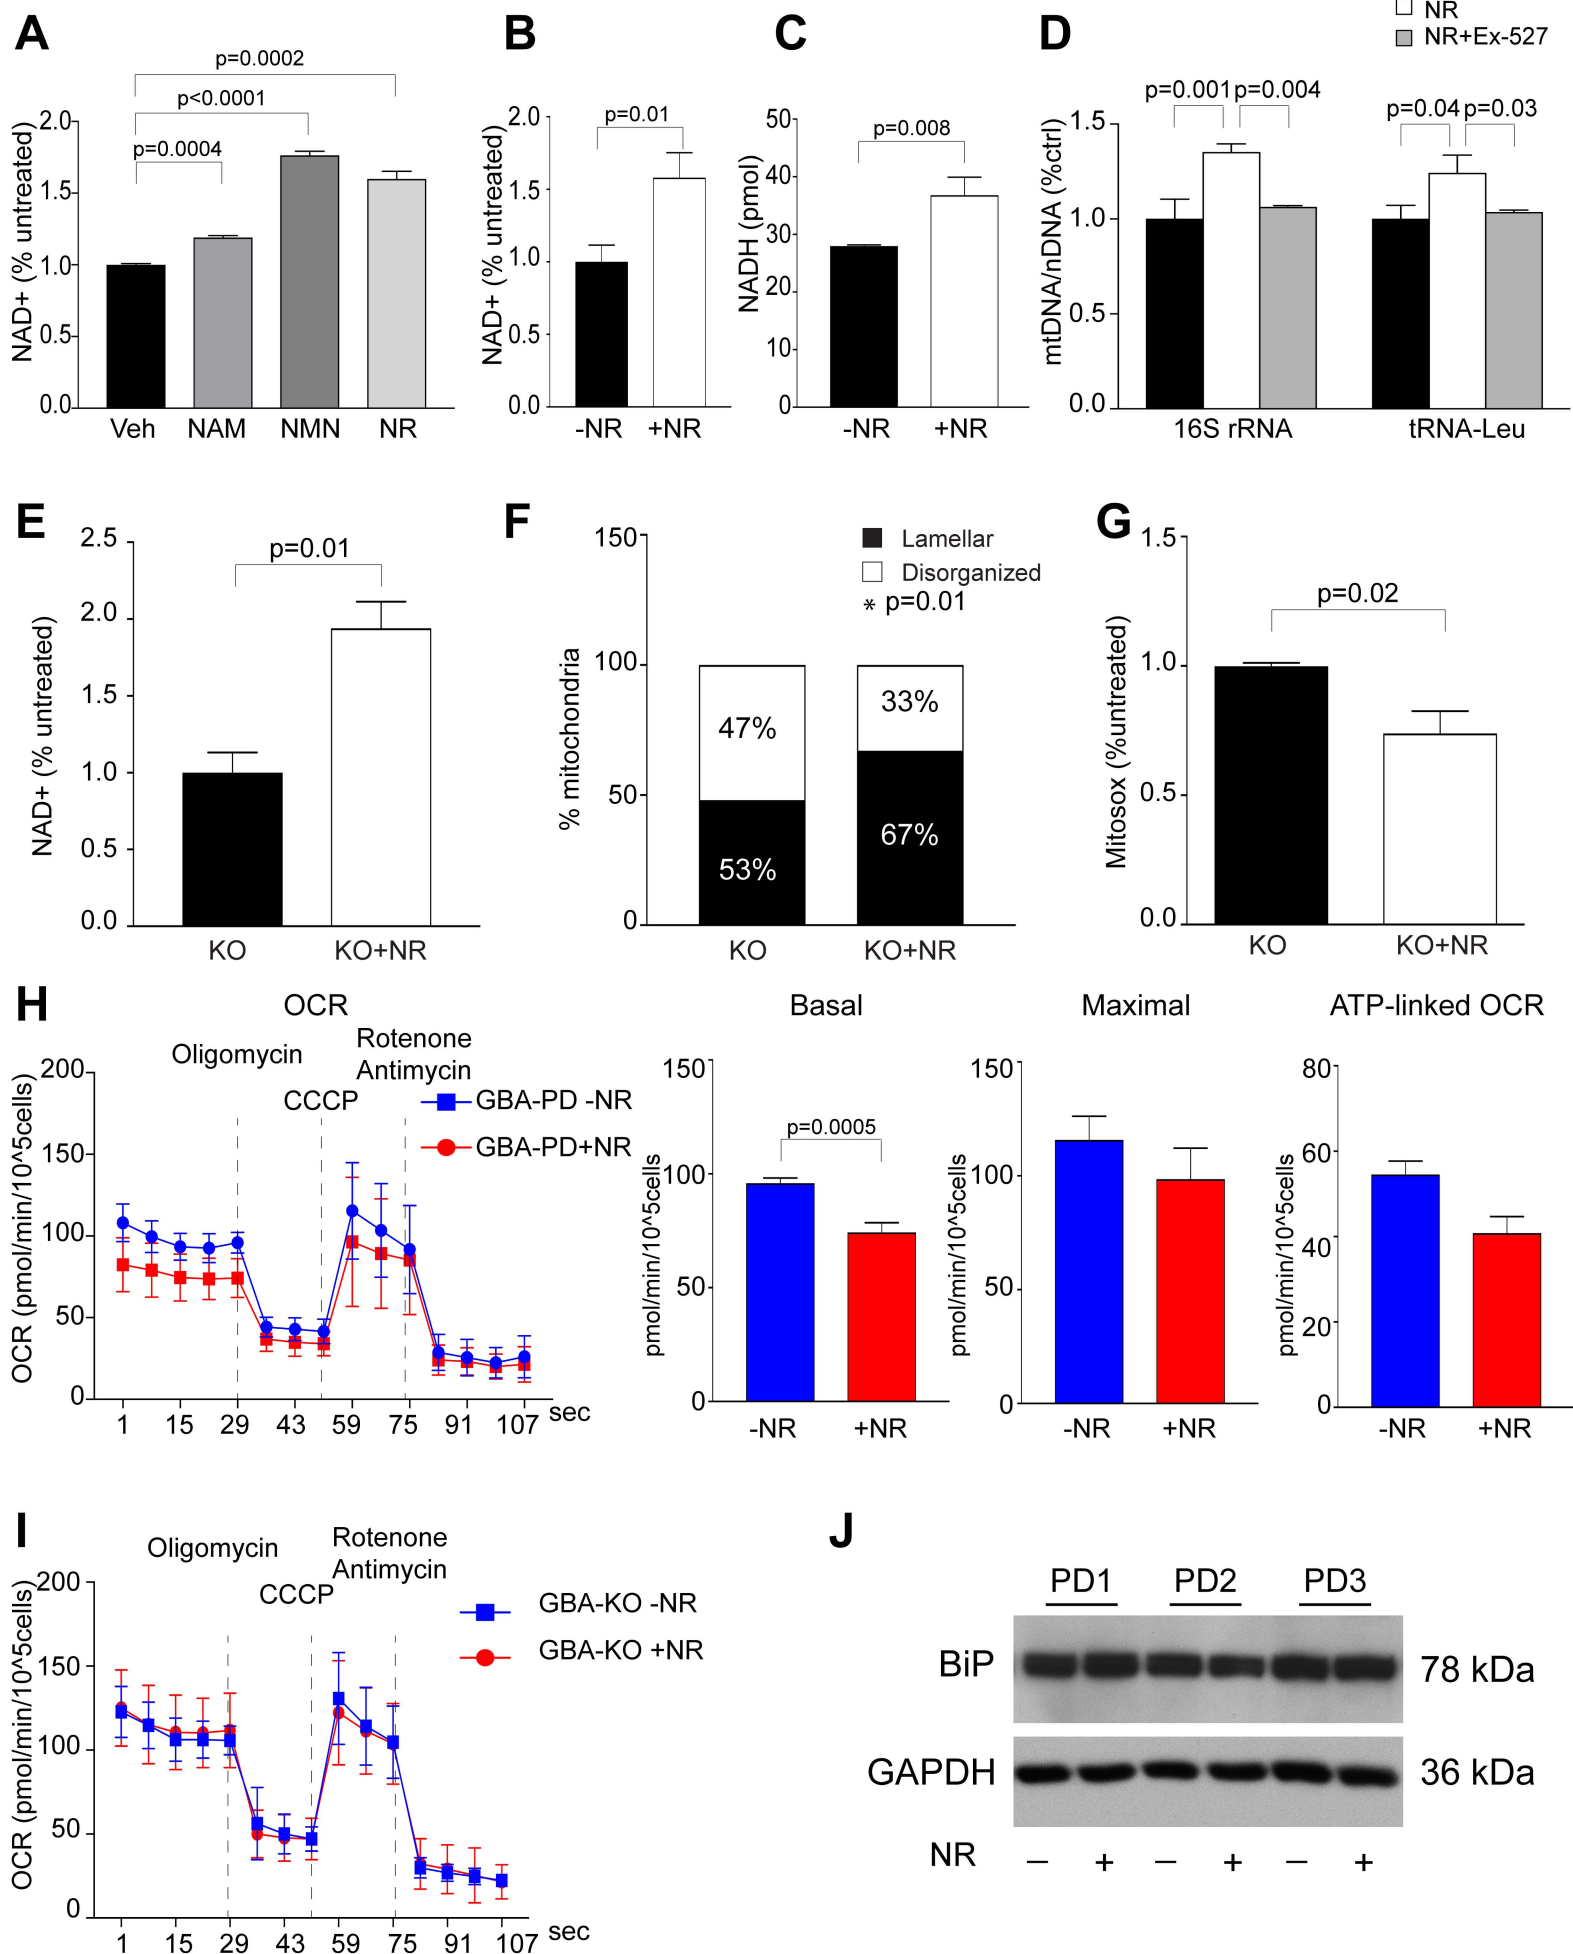 A
p=0.0002
p<0.0001
p=0.0004
NAD+ (% untreated)
2.0
1.5
1.0
0.5
0.0
Veh NAM NMN NR
B
p=0.01
NAD+ (% untreated)
2.0
1.5
1.0
0.5
0.0
-NR +NR
C
p=0.008
NADH (pmol)
50
40
30
20
10
0
-NR +NR
D
NR
NR+Ex-527
p=0.001 p=0.004
p=0.04 p=0.03
mtDNA/nDNA (%ctrl)
1.5
1.0
0.5
0.0
16S rRNA tRNA-Leu
E
p=0.01
NAD+ (% untreated)
2.5
2.0
1.5
1.0
0.5
0.0
KO KO+NR
F
Lamellar
Disorganized
* p=0.01
% mitochondria
150
100
50
0
47%
53%
33%
67%
KO KO+NR
G
p=0.02
Mitosox (%untreated)
1.5
1.0
0.5
0.0
KO KO+NR
H
OCR
Oligomycin
Rotenone
Antimycin
CCCP
GBA-PD -NR
GBA-PD+NR
OCR (pmol/min/10^5cells)
200
150
100
50
0
1 15 29 43 59 75 91 107 sec
Basal
p=0.0005
pmol/min/10^5cells
150
100
50
0
-NR +NR
Maximal
pmol/min/10^5cells
150
100
50
0
-NR +NR
ATP-linked OCR
pmol/min/10^5cells
80
60
40
20
0
-NR +NR
I
Oligomycin
Rotenone
Antimycin
CCCP
GBA-KO -NR
GBA-KO +NR
OCR (pmol/min/10^5cells)
200
150
100
50
0
1 15 29 43 59 75 91 107 sec
J
PD1 PD2 PD3
BiP 78 kDa
GAPDH 36 kDa
NR − + − + − +